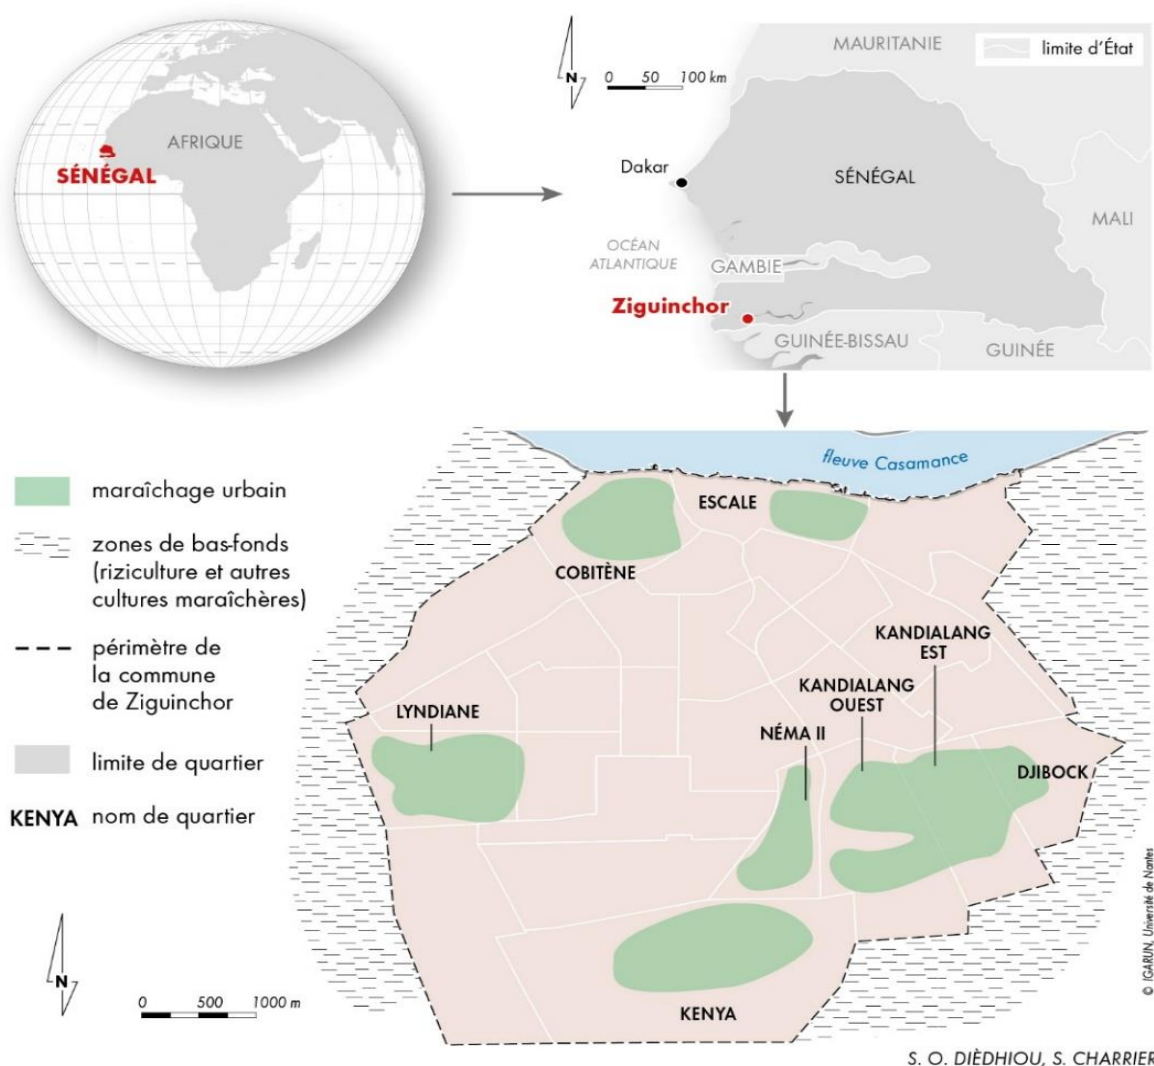 AFRIQUE
SÉNÉGAL
N
0 50 100 km
MAURITANIE
limite d'État
Dakar
SÉNÉGAL
MALI
OCÉAN
ATLANTIQUE
GAMBIE
Ziguinchor
GUINÉE-BISSAU
GUINÉE
maraîchage urbain
zones de bas-fonds
(riziculture et autres
cultures maraîchères)
périmètre de
la commune
de Ziguinchor
limite de quartier
KENYA nom de quartier
N
0 500 1000 m
fleuve Casamance
ESCALE
COBITÈNE
KANDIALANG
EST
KANDIALANG
OUEST
LYNDIANE
NÉMA II
DJIBOCK
KENYA
© IGARUN, Université de Nantes
S. O. DIÈDHIOU, S. CHARRIER